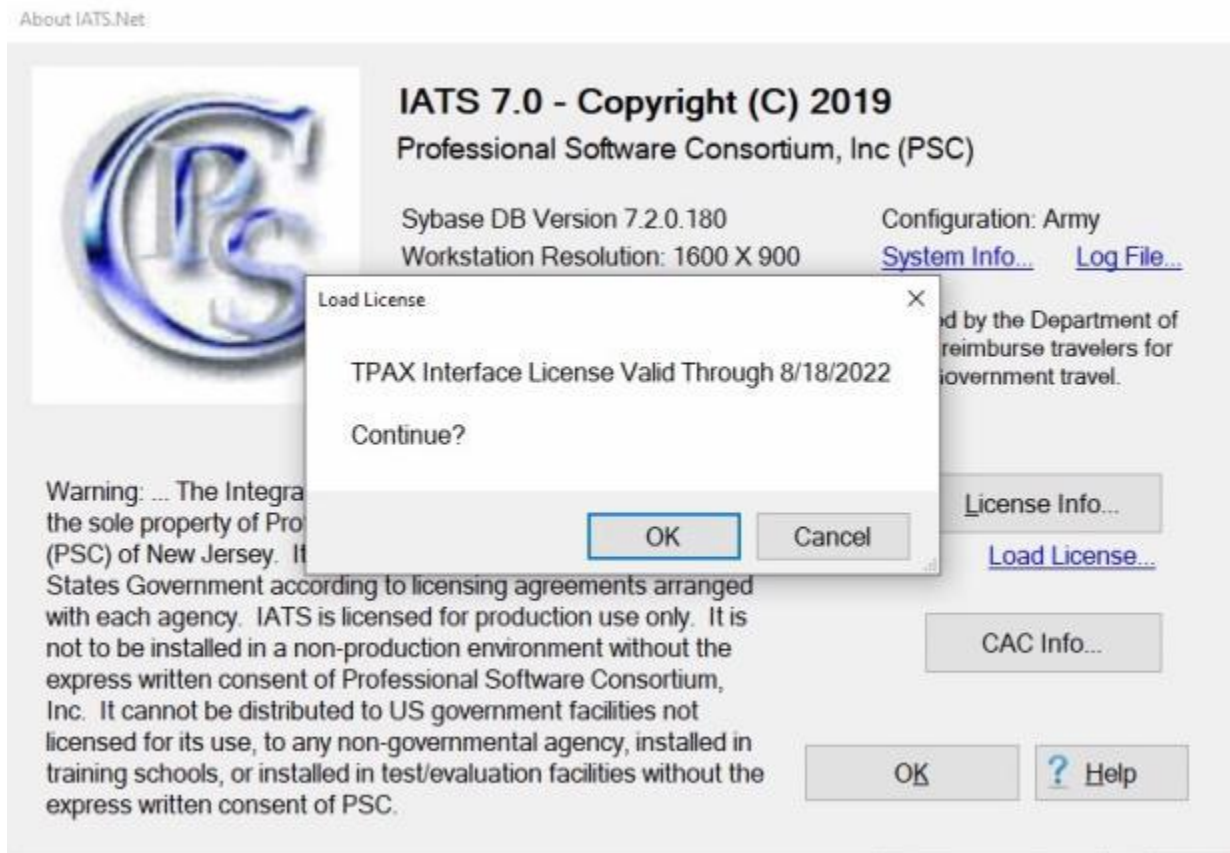 About IATS.Net
CPS
IATS 7.0 - Copyright (C) 2019
Professional Software Consortium, Inc (PSC)
Sybase DB Version 7.2.0.180
Configuration: Army
Workstation Resolution: 1600 X 900
System Info...
Log File...
d by the Department of
reimburse travelers for
overnment travel.
Load License
TPAX Interface License Valid Through 8/18/2022
Continue?
OK
Cancel
Warning: ... The Integra
the sole property of Pro
(PSC) of New Jersey. It
States Government according to licensing agreements arranged
with each agency. IATS is licensed for production use only. It is
not to be installed in a non-production environment without the
express written consent of Professional Software Consortium,
Inc. It cannot be distributed to US government facilities not
licensed for its use, to any non-governmental agency, installed in
training schools, or installed in test/evaluation facilities without the
express written consent of PSC.
License Info...
Load License...
CAC Info...
OK
? Help